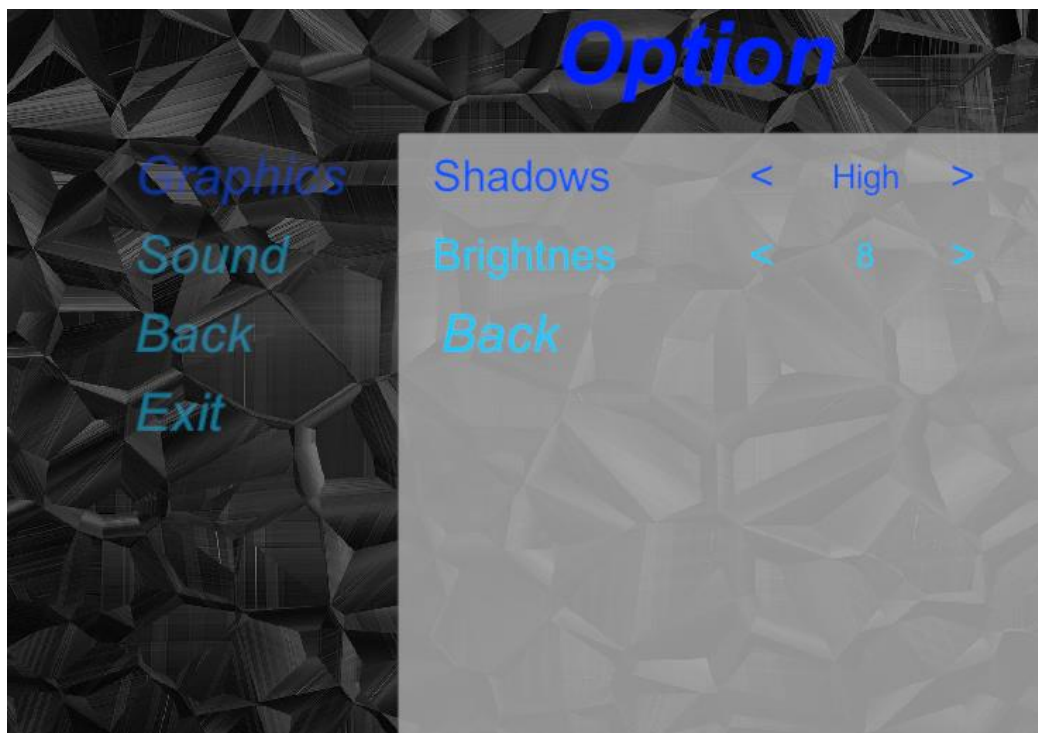 Option
Graphics
Sound
Back
Exit
Shadows < High >
Brightnes < 8 >
Back